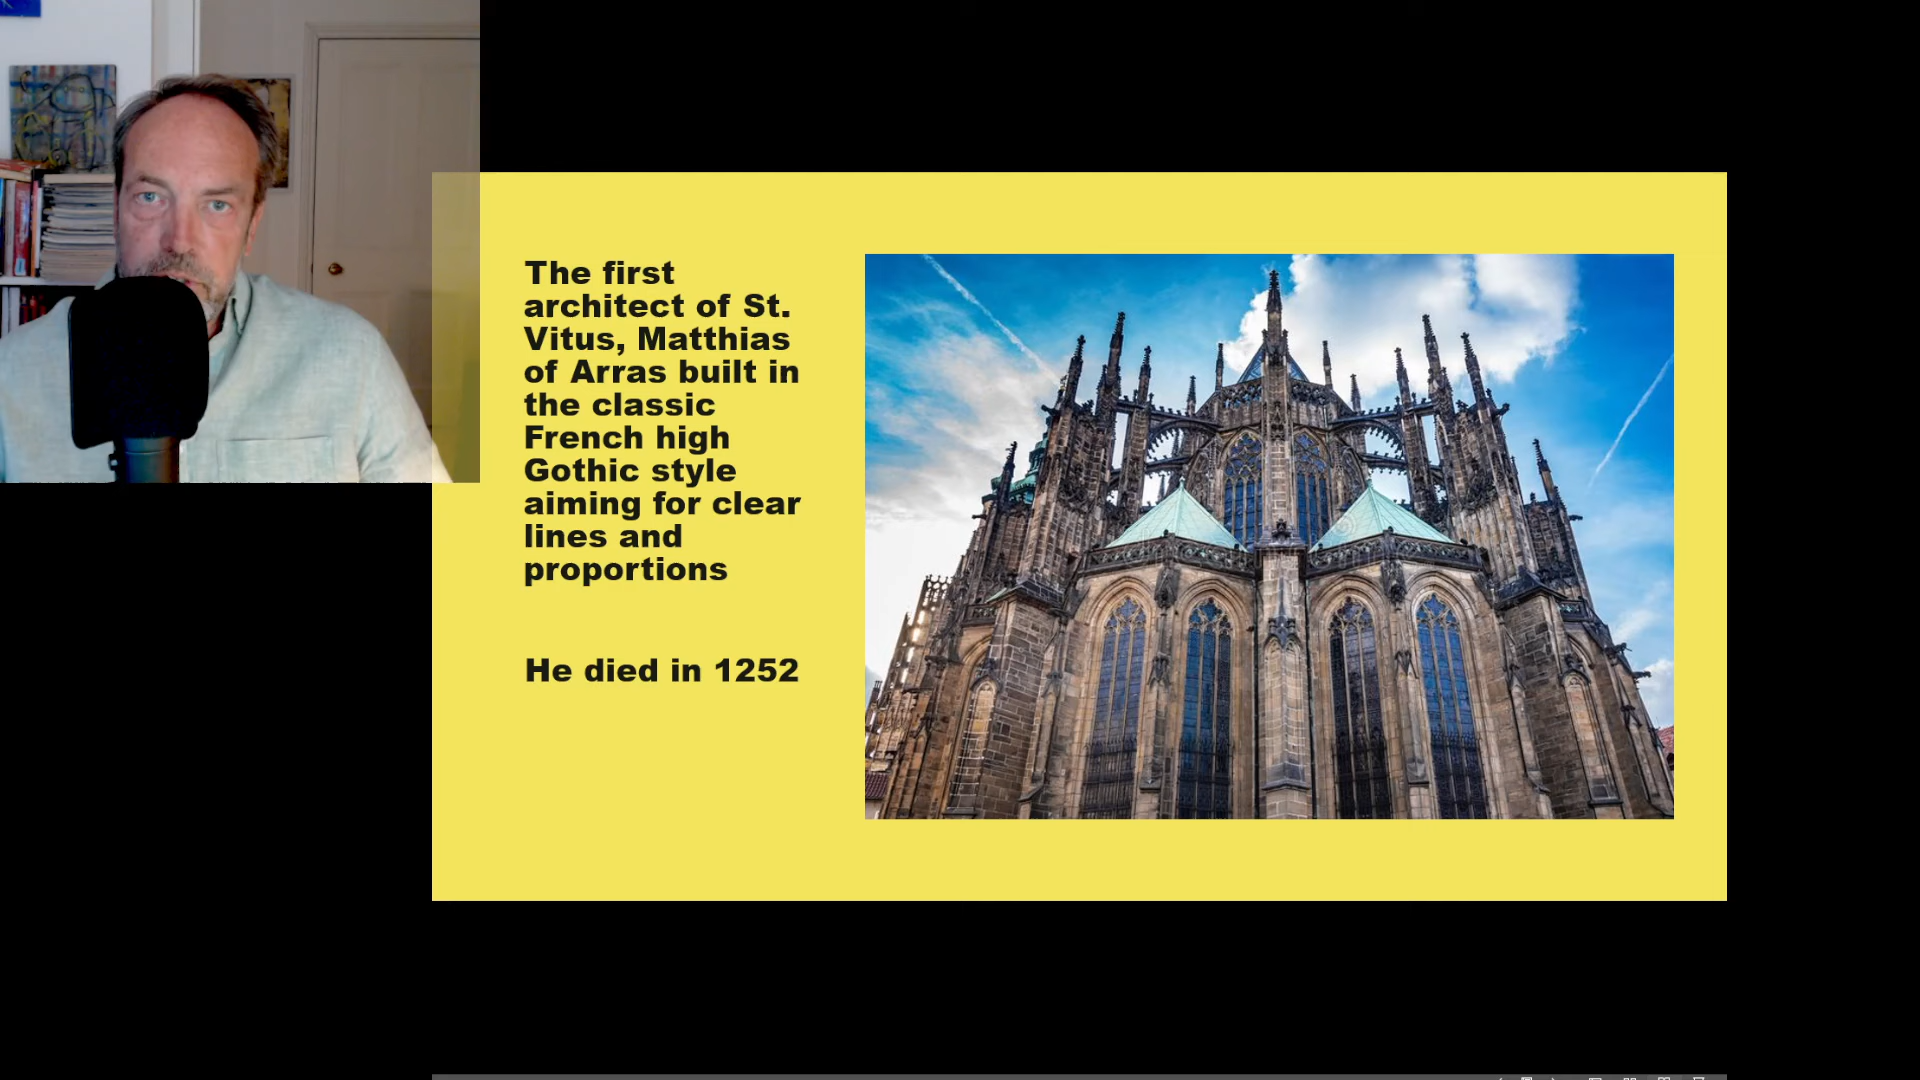 The first
architect of St.
Vitus, Matthias
of Arras built in
the classic
French high
Gothic style
aiming for clear
lines and
proportions
He died in 1252